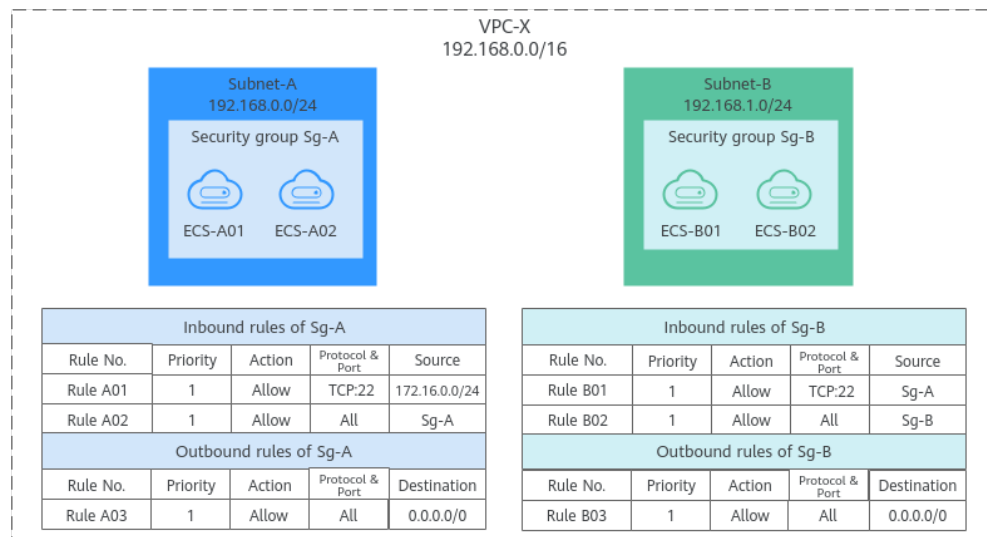 VPC-X
192.168.0.0/16
Subnet-A
192.168.0.0/24
Security group Sg-A
ECS-A01 ECS-A02
Subnet-B
192.168.1.0/24
Security group Sg-B
ECS-B01 ECS-B02
Inbound rules of Sg-A
Rule No. Priority Action Protocol & Port Source
Rule A01 1 Allow TCP:22 172.16.0.0/24
Rule A02 1 Allow All Sg-A
Outbound rules of Sg-A
Rule No. Priority Action Protocol & Port Destination
Rule A03 1 Allow All 0.0.0.0/0
Inbound rules of Sg-B
Rule No. Priority Action Protocol & Port Source
Rule B01 1 Allow TCP:22 Sg-A
Rule B02 1 Allow All Sg-B
Outbound rules of Sg-B
Rule No. Priority Action Protocol & Port Destination
Rule B03 1 Allow All 0.0.0.0/0